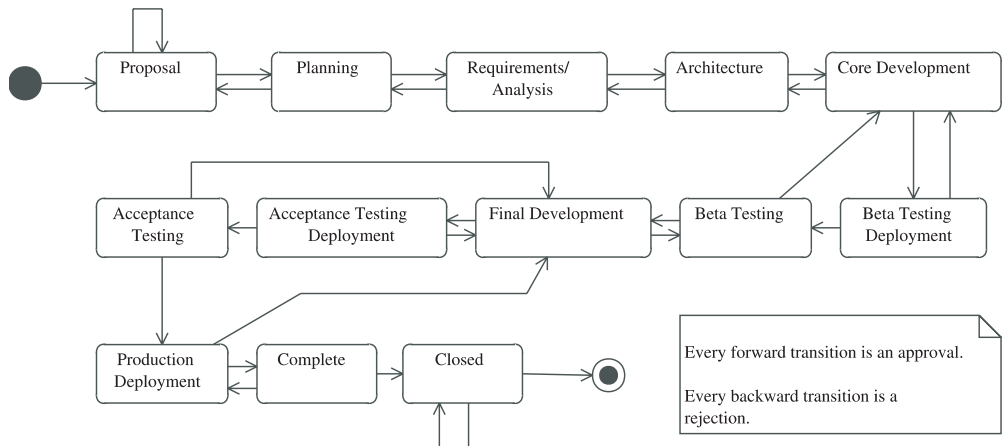 Proposal
Planning
Requirements/
Analysis
Architecture
Core Development
Acceptance
Testing
Acceptance Testing
Deployment
Final Development
Beta Testing
Beta Testing
Deployment
Production
Deployment
Complete
Closed
Every forward transition is an approval.
Every backward transition is a
rejection.